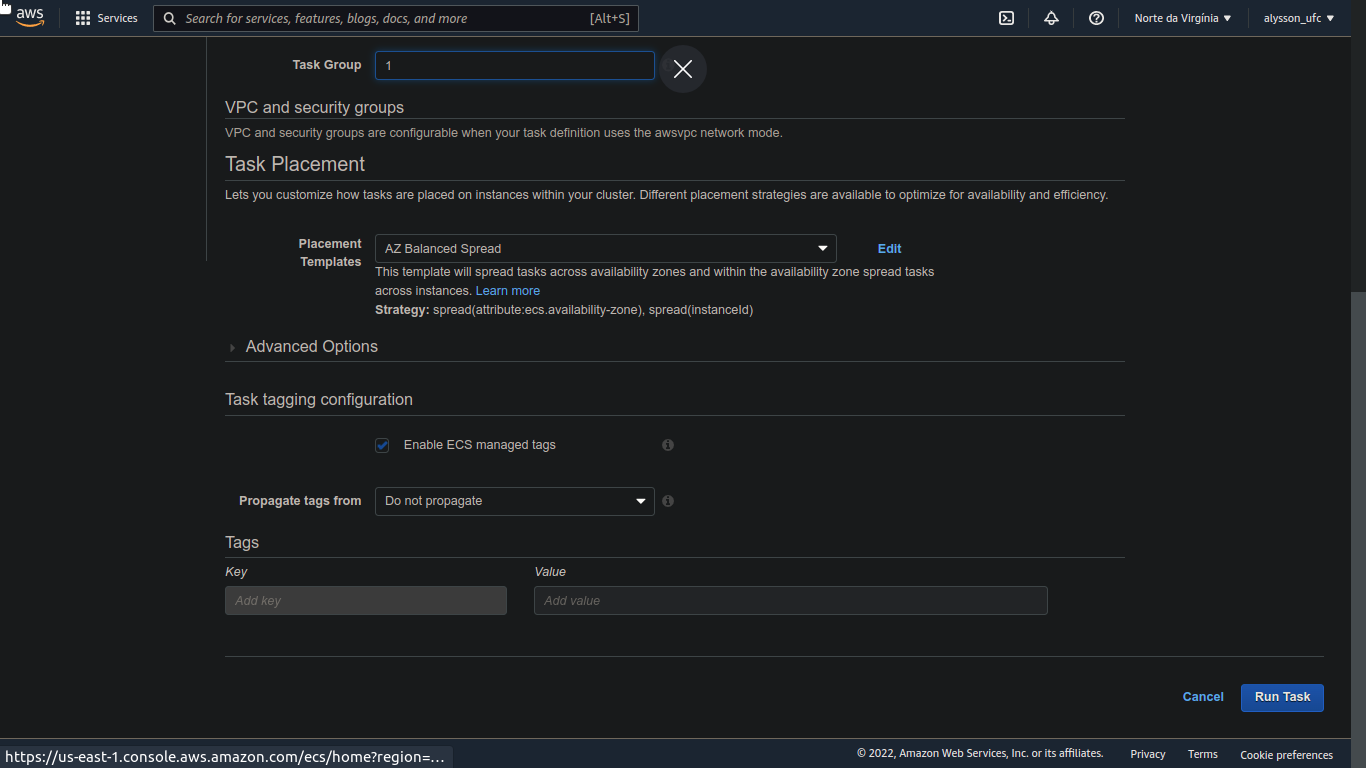 aws Services Search for services, features, blogs, docs, and more [Alt+S] Norte da Virgínia alysson_ufc
Task Group 1
VPC and security groups
VPC and security groups are configurable when your task definition uses the awsvpc network mode.
Task Placement
Lets you customize how tasks are placed on instances within your cluster. Different placement strategies are available to optimize for availability and efficiency.
Placement Templates AZ Balanced Spread Edit
This template will spread tasks across availability zones and within the availability zone spread tasks
across instances. Learn more
Strategy: spread(attribute:ecs.availability-zone), spread(instanceId)
Advanced Options
Task tagging configuration
Enable ECS managed tags
Propagate tags from Do not propagate
Tags
Key Value
Add key Add value
Cancel Run Task
https://us-east-1.console.aws.amazon.com/ecs/home?region=... © 2022, Amazon Web Services, Inc. or its affiliates. Privacy Terms Cookie preferences